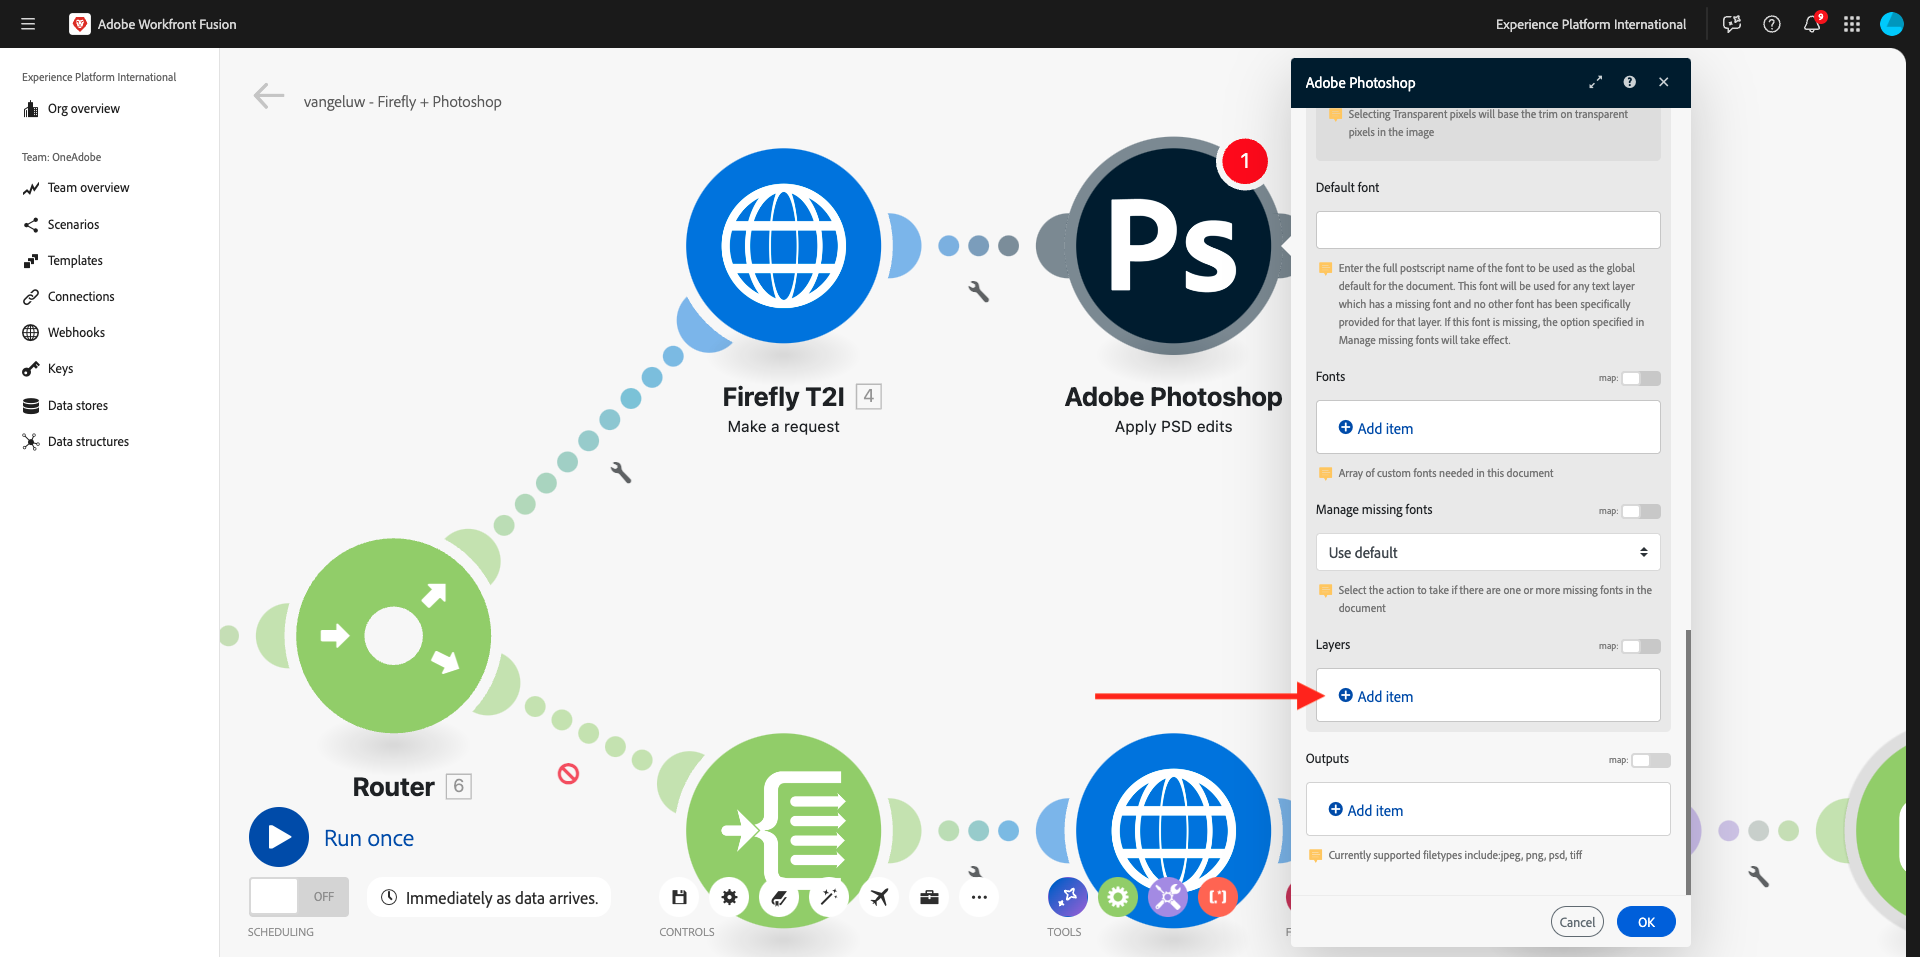 Adobe Workfront Fusion
Experience Platform International
9
Experience Platform International
Org overview
Team: OneAdobe
Team overview
Scenarios
Templates
Connections
Webhooks
Keys
Data stores
Data structures
vangeluw - Firefly + Photoshop
Firefly T2I 4
Make a request
Ps
1
Adobe Photoshop
Apply PSD edits
Router 6
Run once
OFF
Immediately as data arrives.
SCHEDULING
CONTROLS
TOOLS
Adobe Photoshop
Selecting Transparent pixels will base the trim on transparent
pixels in the image
Default font
Enter the full postscript name of the font to be used as the global
default for the document. This font will be used for any text layer
which has a missing font and no other font has been specifically
provided for that layer. If this font is missing, the option specified in
Manage missing fonts will take effect.
Fonts
map:
Add item
Array of custom fonts needed in this document
Manage missing fonts
map:
Use default
Select the action to take if there are one or more missing fonts in the
document
Layers
map:
Add item
Outputs
map:
Add item
Currently supported filetypes include:jpeg, png, psd, tiff
Cancel
OK